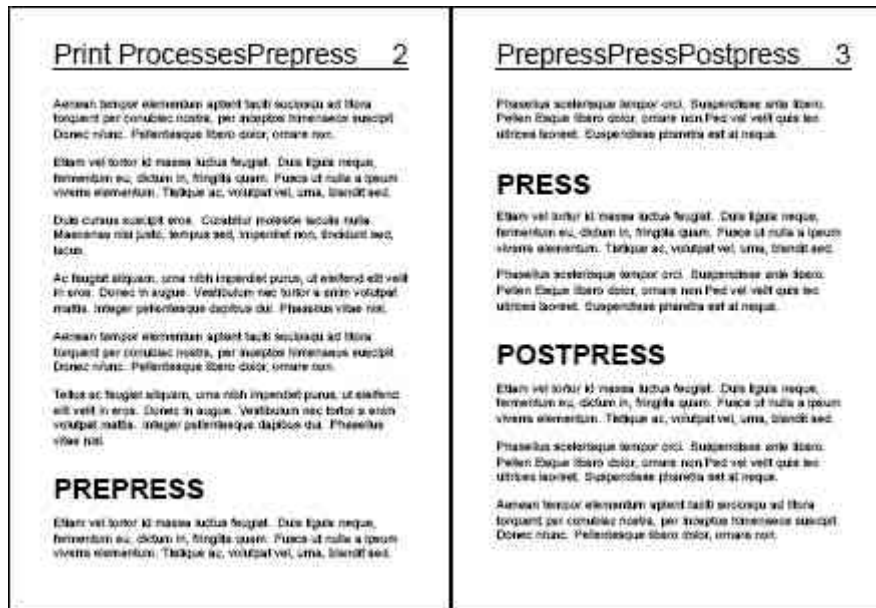 Print ProcessesPrepress 2
Aenean tempor elementum aptent taciti sociosqu ad litora
torquent per conubiec nostra, per inceptos himenaeos suscipit
Donec n/unc. Pellentesque libero dolor, ornare non.
Etiam vel tortor id massa luctus feugiat. Duis ligula neque,
fermentum eu, dictum in, fringilla quam. Fusce ut nulla a ipsum
viverra elementum. Tistique ac, volutpat vel, urna, blandit sed.
Duis cursus suscipit eros. Curabitur molestie iaculis nulla.
Maecenas nisi justo, tempus sed, imperdiet non, tincidunt sed,
lacus.
Ac feugiat aliquam, urna nibh imperdiet purus, ut eleifend elit velit
in eros. Donec in augue. Vestibulum nec tortor a enim volutpat
mattis. Integer pellentesque dapibus dui. Phasellus vitae nisl.
Aenean tempor elementum aptent taciti sociosqu ad litora
torquent per conubiec nostra, per inceptos himenaeos suscipit
Donec n/unc. Pellentesque libero dolor, ornare non.
Tellus ac feugiat aliquam, urna nibh imperdiet purus, ut eleifend
elit velit in eros. Donec in augue. Vestibulum nec tortor a enim
volutpat mattis. Integer pellentesque dapibus dui. Phasellus
vitae nisl.
PREPRESS
Etiam vel tortor id massa luctus feugiat. Duis ligula neque,
fermentum eu, dictum in, fringilla quam. Fusce ut nulla a ipsum
viverra elementum. Tistique ac, volutpat vel, urna, blandit sed.
PrepressPressPostpress 3
Phasellus scelerisque tempor orci. Suspendisse ante libero.
Pellen Esque libero dolor, ornare non.Ped vel velit quis leo
ultrices laoreet. Suspendisse pharetra est at neque.
PRESS
Etiam vel tortor id massa luctus feugiat. Duis ligula neque,
fermentum eu, dictum in, fringilla quam. Fusce ut nulla a ipsum
viverra elementum. Tistique ac, volutpat vel, urna, blandit sed.
Phasellus scelerisque tempor orci. Suspendisse ante libero.
Pellen Esque libero dolor, ornare non.Ped vel velit quis leo
ultrices laoreet. Suspendisse pharetra est at neque.
POSTPRESS
Etiam vel tortor id massa luctus feugiat. Duis ligula neque,
fermentum eu, dictum in, fringilla quam. Fusce ut nulla a ipsum
viverra elementum. Tistique ac, volutpat vel, urna, blandit sed.
Phasellus scelerisque tempor orci. Suspendisse ante libero.
Pellen Esque libero dolor, ornare non.Ped vel velit quis leo
ultrices laoreet. Suspendisse pharetra est at neque.
Aenean tempor elementum aptent taciti sociosqu ad litora
torquent per conubiec nostra, per inceptos himenaeos suscipit
Donec n/unc. Pellentesque libero dolor, ornare non.